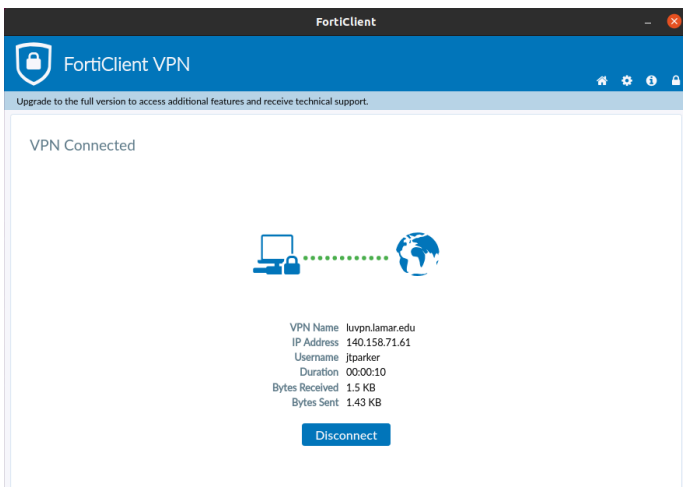 FortiClient
FortiClient VPN
Upgrade to the full version to access additional features and receive technical support.
VPN Connected
VPN Name luvpn.lamar.edu
IP Address 140.158.71.61
Username jtparker
Duration 00:00:10
Bytes Received 1.5 KB
Bytes Sent 1.43 KB
Disconnect